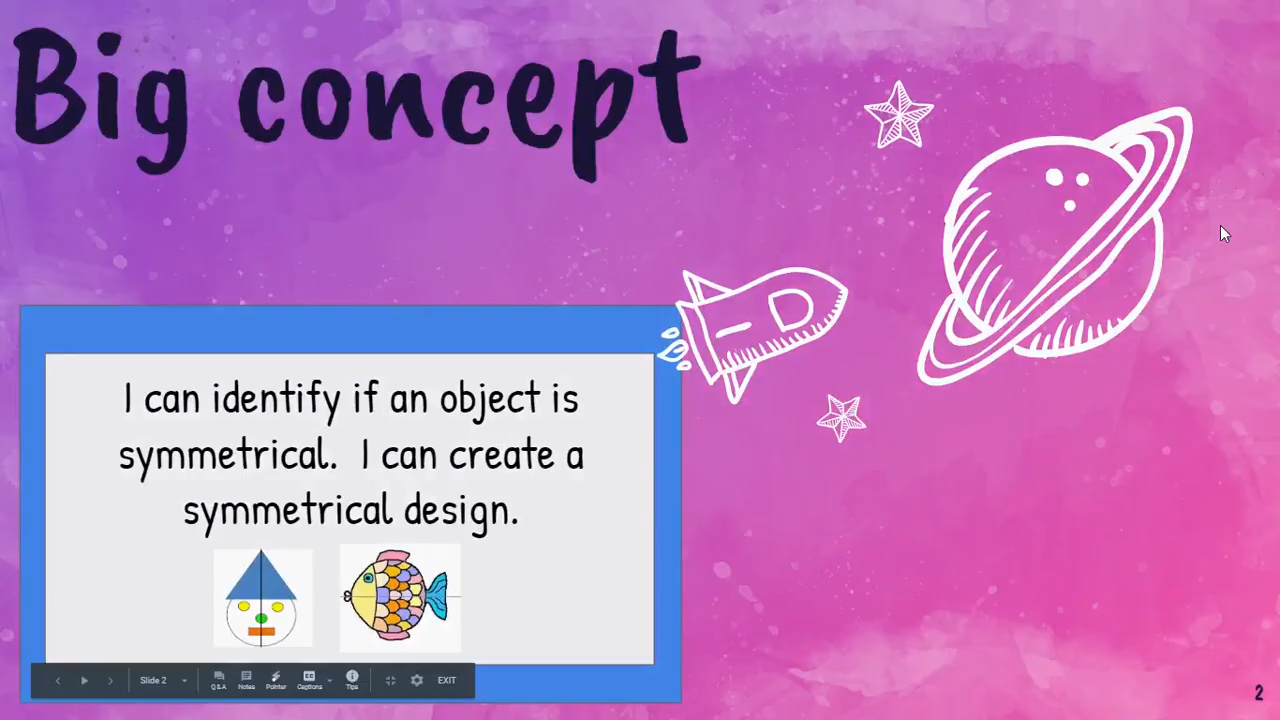 Big concept
I can identify if an object is
symmetrical. I can create a
symmetrical design.
Slide 2
Q&A
Notes
Pointer
Captions
Tips
EXIT
2